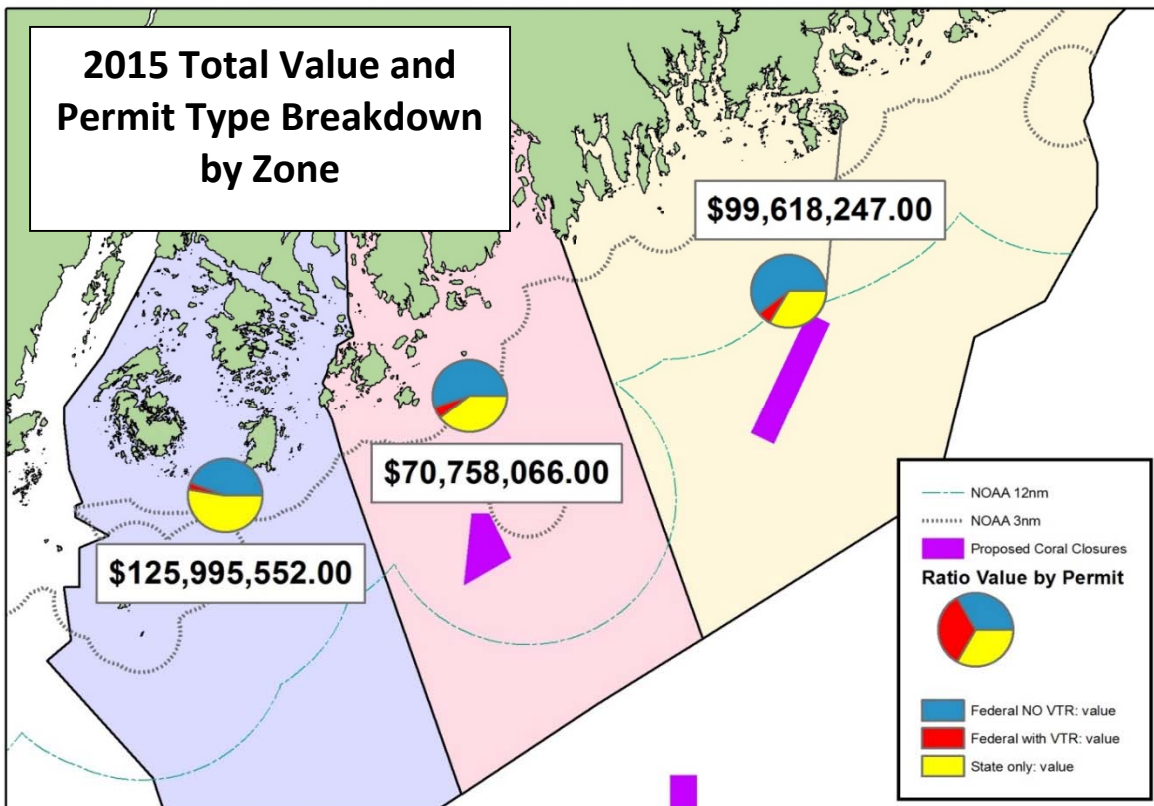 2015 Total Value and
Permit Type Breakdown
by Zone
$99,618,247.00
$70,758,066.00
$125,995,552.00
NOAA 12nm
NOAA 3nm
Proposed Coral Closures
Ratio Value by Permit
Federal NO VTR: value
Federal with VTR: value
State only: value